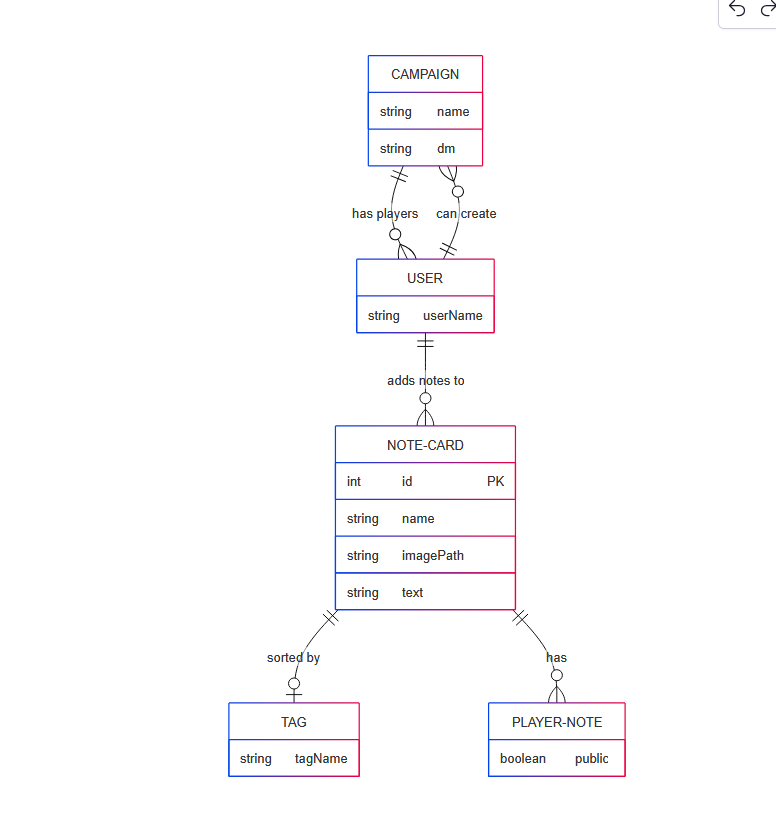 CAMPAIGN
string name
string dm
has players can create
USER
string userName
adds notes to
NOTE-CARD
int id PK
string name
string imagePath
string text
sorted by has
TAG PLAYER-NOTE
string tagName boolean public